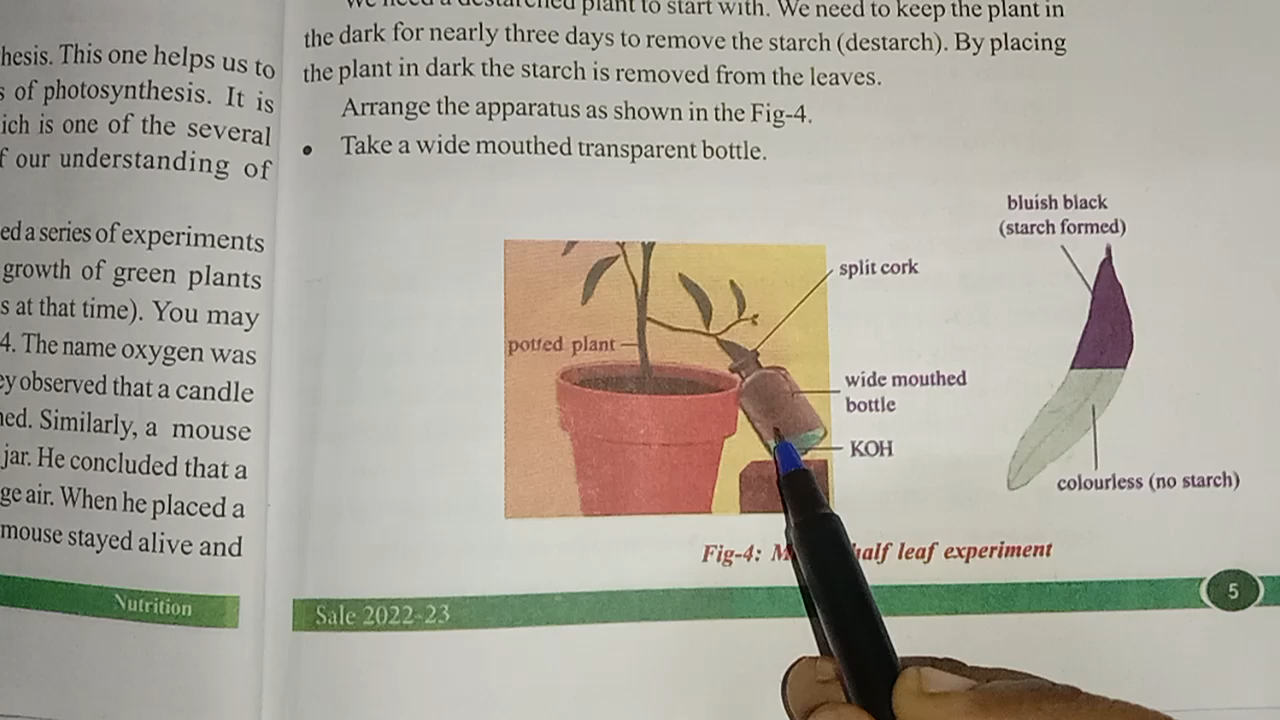 hesis. This one helps us to
of photosynthesis. It is
ich is one of the several
f our understanding of
ed a series of experiments
growth of green plants
s at that time). You may
4. The name oxygen was
ey observed that a candle
ned. Similarly, a mouse
jar. He concluded that a
ge air. When he placed a
mouse stayed alive and
Nutrition
We need a destarched plant to start with. We need to keep the plant in
the dark for nearly three days to remove the starch (destarch). By placing
the plant in dark the starch is removed from the leaves.
Arrange the apparatus as shown in the Fig-4.
• Take a wide mouthed transparent bottle.
bluish black
(starch formed)
split cork
potted plant
wide mouthed
bottle
KOH
colourless (no starch)
Fig-4: half leaf experiment
Sale 2022-23
5